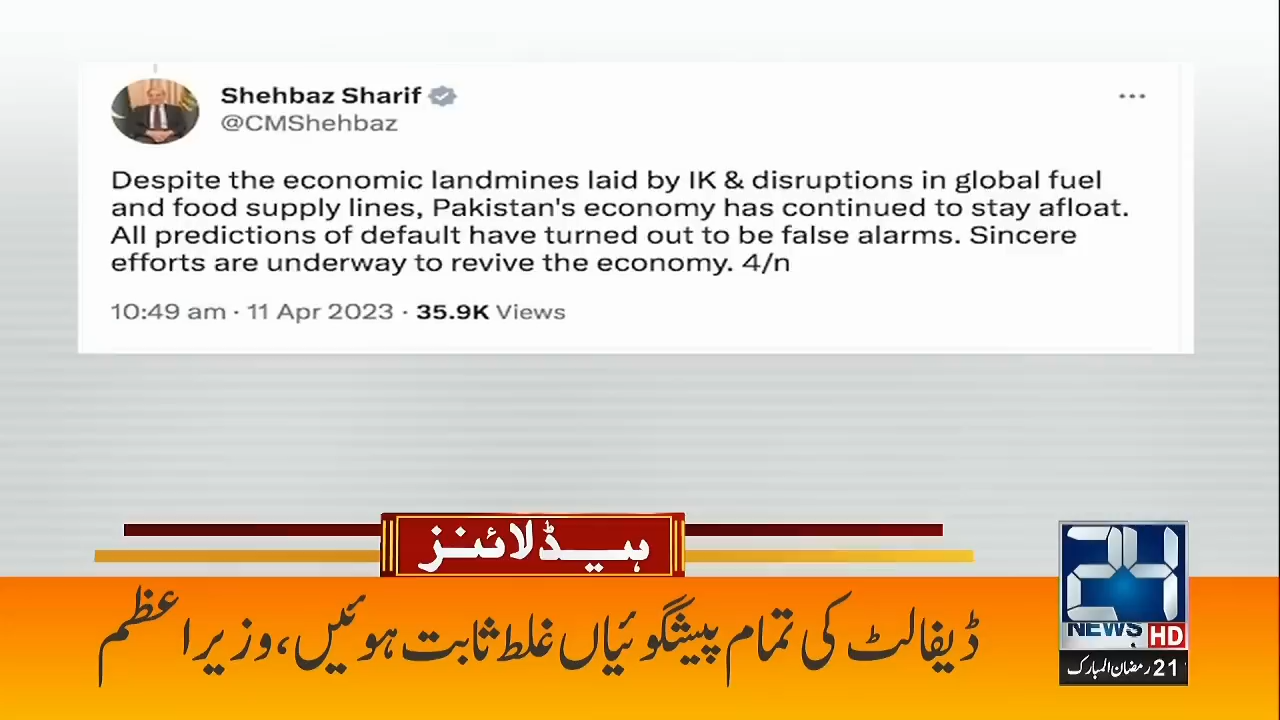 Shehbaz Sharif
@CMShehbaz
Despite the economic landmines laid by IK & disruptions in global fuel
and food supply lines, Pakistan's economy has continued to stay afloat.
All predictions of default have turned out to be false alarms. Sincere
efforts are underway to revive the economy. 4/n
10:49 am · 11 Apr 2023 · 35.9K Views
ہیڈلائنز
ڈیفالٹ کی تمام پیشگوئیاں غلط ثابت ہوئیں، وزیراعظم
24
NEWS HD
21 رمضان المبارک